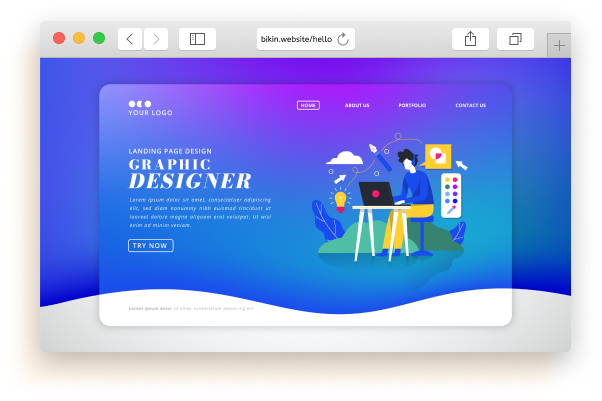 bikin.website/hello
YOUR LOGO
HOME ABOUT US PORTFOLIO CONTACT US
LANDING PAGE DESIGN
GRAPHIC
DESIGNER
Lorem ipsum dolor sit amet, consectetuer adipiscing
elit, sed diam nonummy nibh euismod tincidunt ut
laoreet dolore magna aliquam erat volutpat. Ut wisi
enim ad minim veniam.
TRY NOW
Lorem ipsum dolor sit amet, consectetuer adipiscing elit